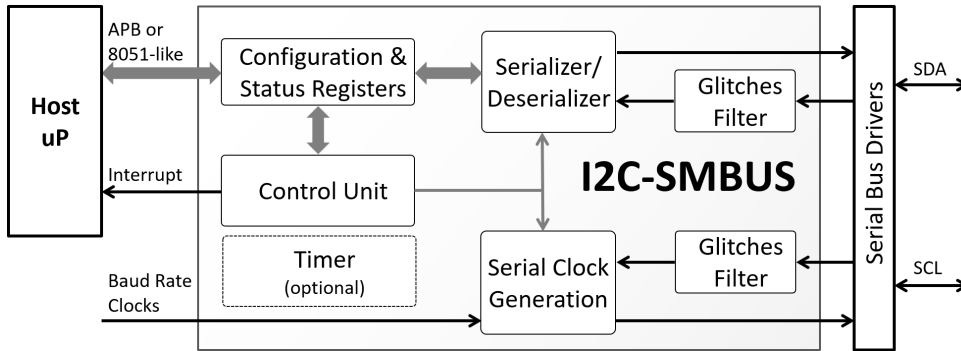 APB or
8051-like
Host
uP
Configuration &
Status Registers
Serializer/
Deserializer
Glitches
Filter
SDA
Interrupt
Control Unit
I2C-SMBUS
Serial Bus Drivers
Timer
(optional)
Serial Clock
Generation
Glitches
Filter
SCL
Baud Rate
Clocks